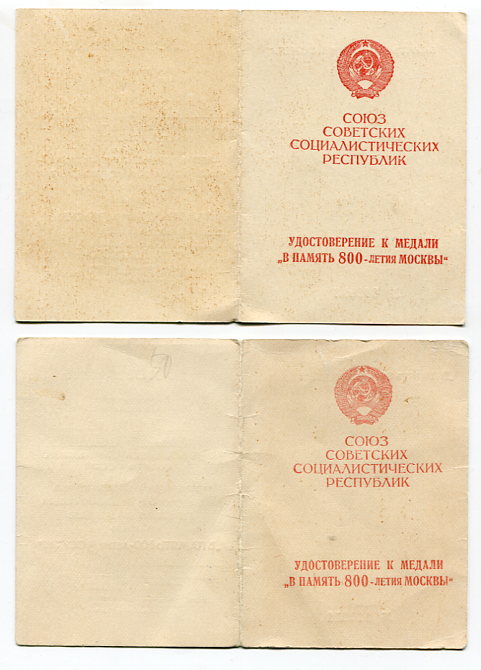 СОЮЗ
СОВЕТСКИХ
СОЦИАЛИСТИЧЕСКИХ
РЕСПУБЛИК
УДОСТОВЕРЕНИЕ К МЕДАЛИ
„В ПАМЯТЬ 800-ЛЕТИЯ МОСКВЫ“
50
СОЮЗ
СОВЕТСКИХ
СОЦИАЛИСТИЧЕСКИХ
РЕСПУБЛИК
УДОСТОВЕРЕНИЕ К МЕДАЛИ
„В ПАМЯТЬ 800-ЛЕТИЯ МОСКВЫ“